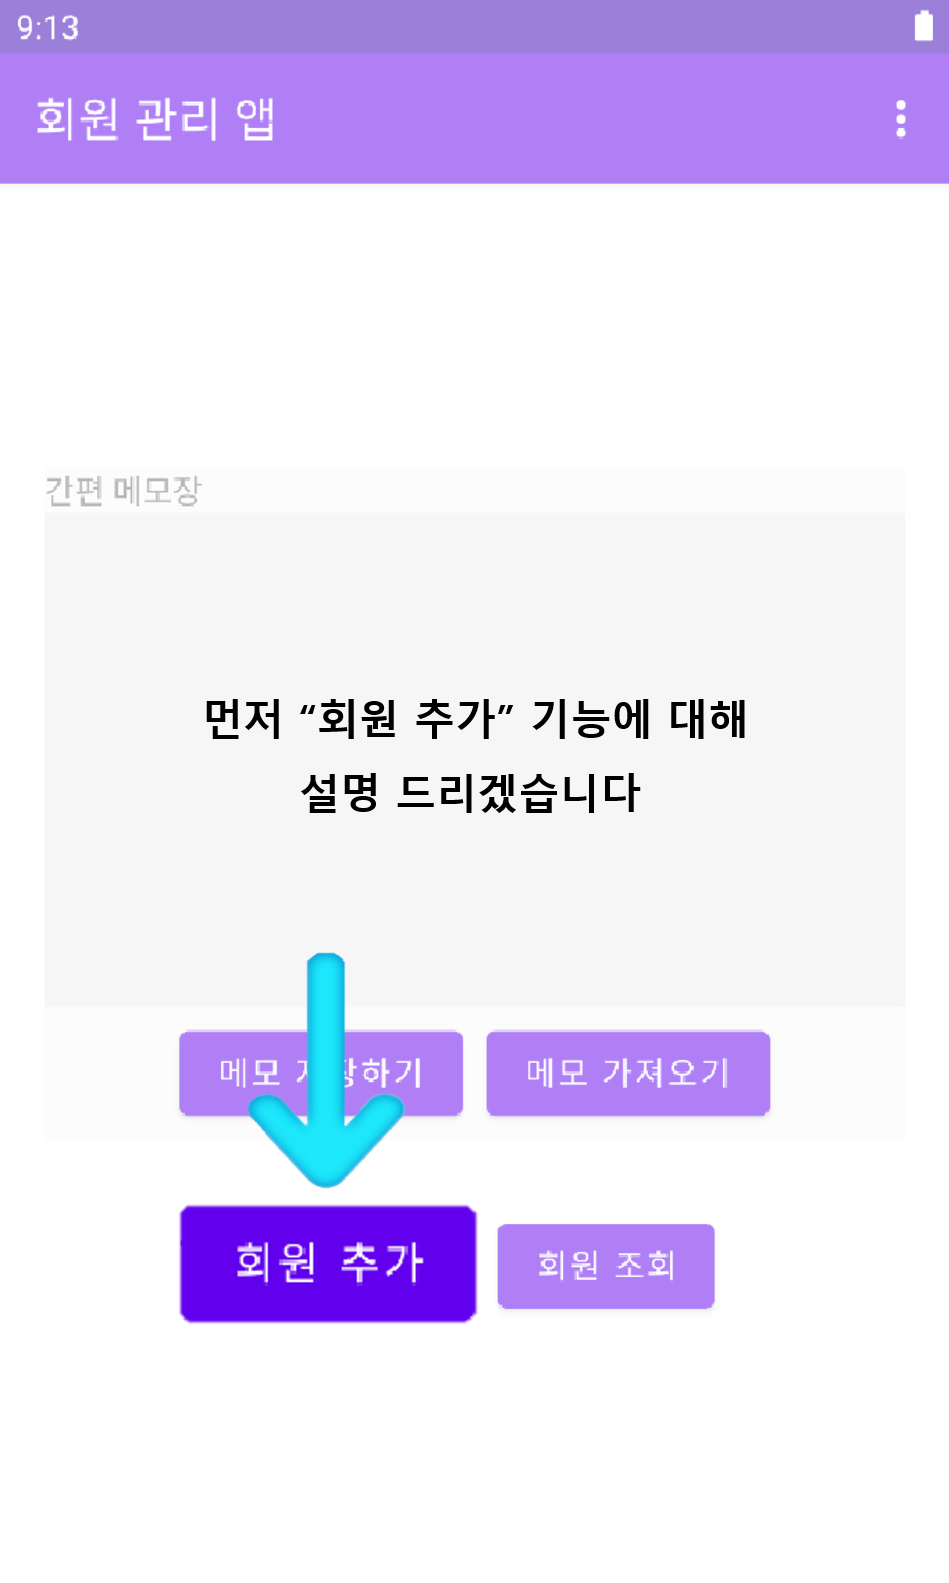 9:13
회원 관리 앱
간편 메모장
먼저 “회원 추가” 기능에 대해
설명 드리겠습니다
메모 저장하기
메모 가져오기
회원 추가
회원 조회